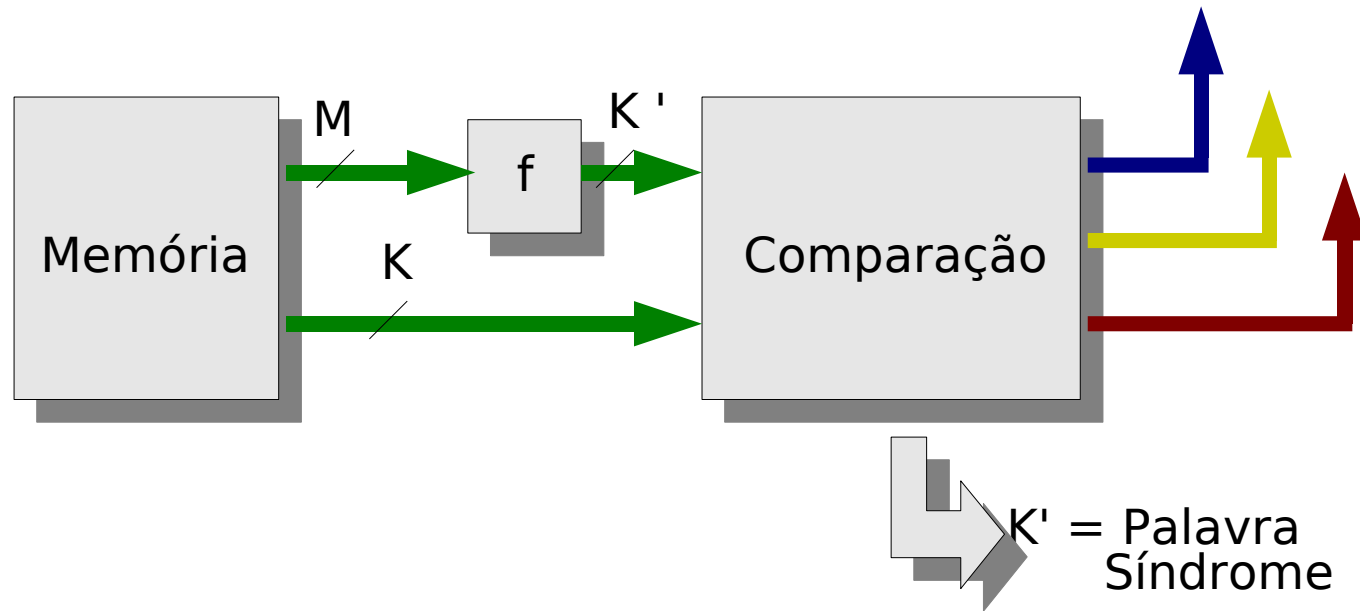 M
K '
f
Memória
K
Comparação
K' = Palavra
Síndrome